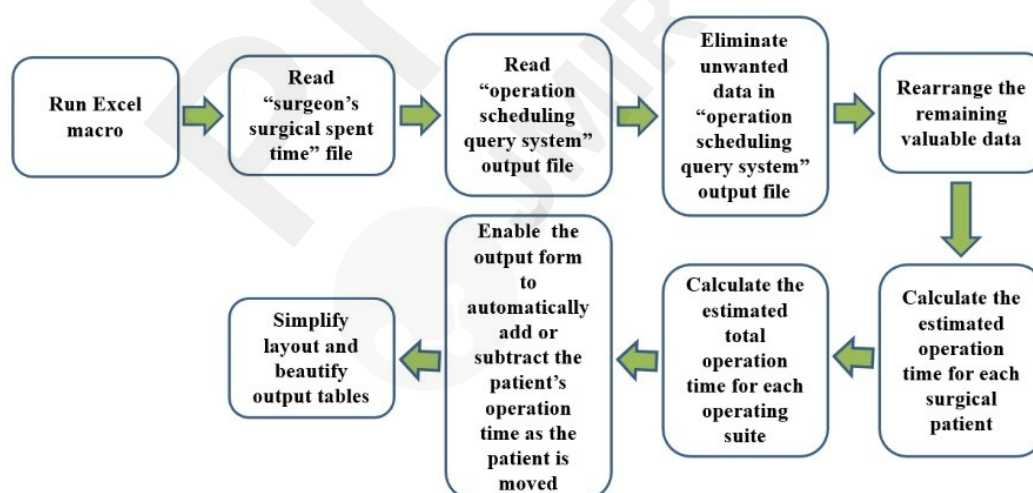 Run Excel
macro
Read
“surgeon’s
surgical spent
time” file
Read
“operation
scheduling
query system”
output file
Eliminate
unwanted
data in
“operation
scheduling
query system”
output file
Rearrange the
remaining
valuable data
Calculate the
estimated
operation
time for each
surgical
patient
Calculate the
estimated
total
operation
time for each
operating
suite
Enable the
output form
to
automatically
add or
subtract the
patient’s
operation
time as the
patient is
moved
Simplify
layout and
beautify
output tables
JMIR